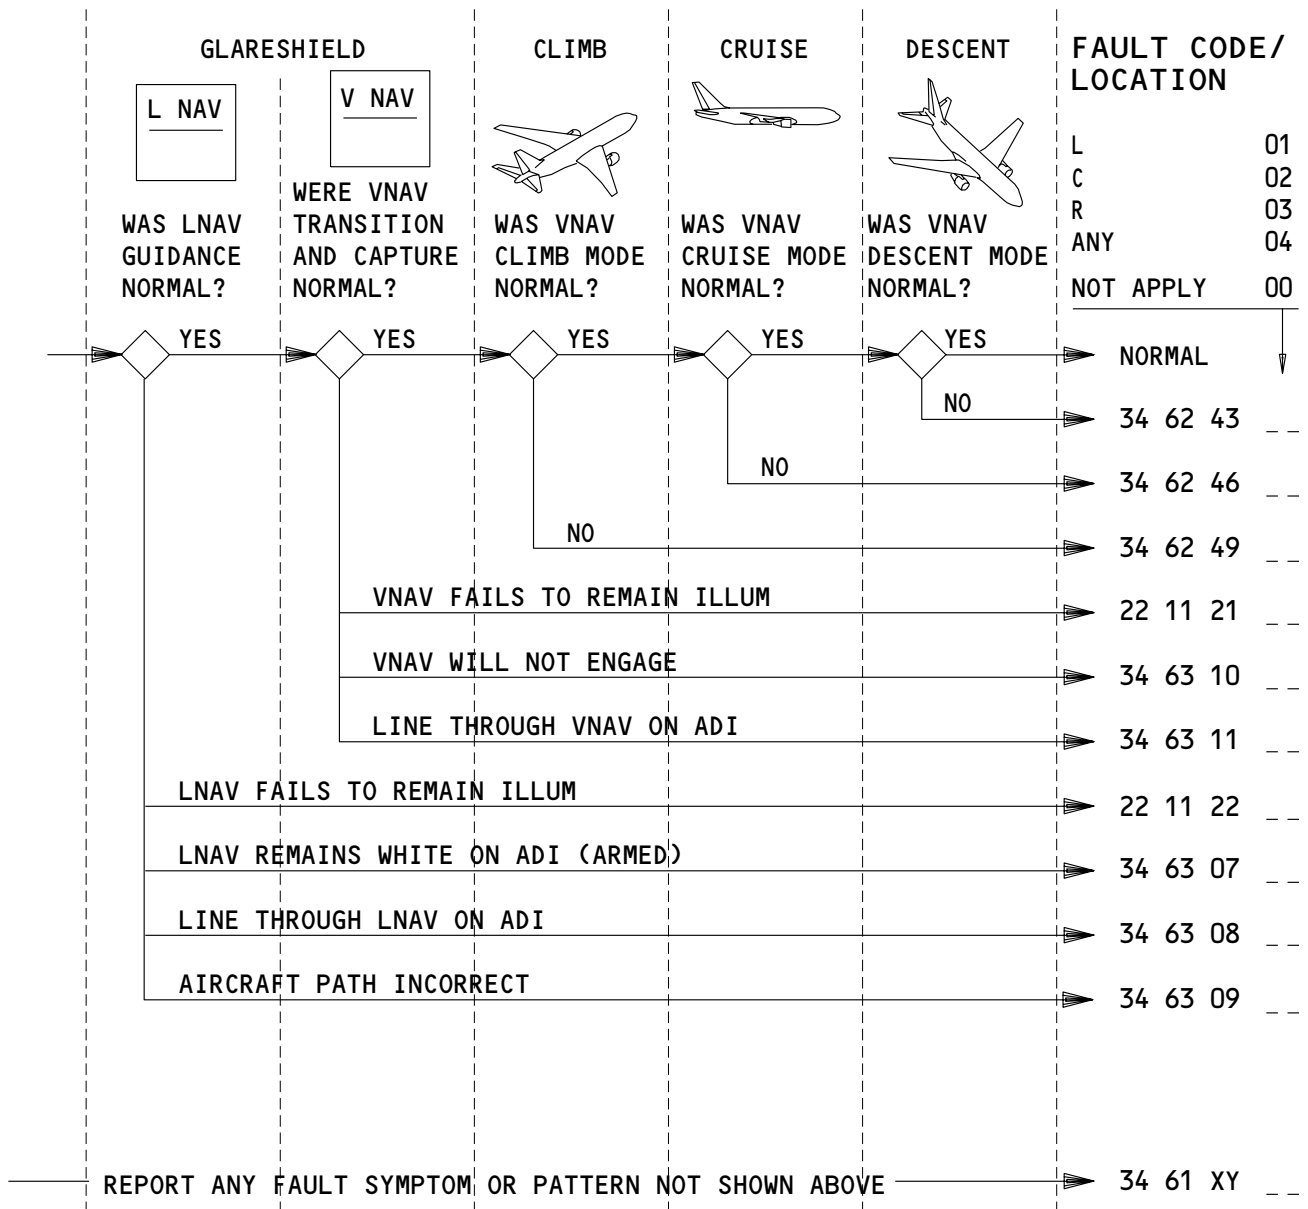 GLARESHIELD
CLIMB
CRUISE
DESCENT
FAULT CODE/
LOCATION
L NAV
V NAV
L 01
C 02
R 03
ANY 04
NOT APPLY 00
WAS LNAV
GUIDANCE
NORMAL?
WERE VNAV
TRANSITION
AND CAPTURE
NORMAL?
WAS VNAV
CLIMB MODE
NORMAL?
WAS VNAV
CRUISE MODE
NORMAL?
WAS VNAV
DESCENT MODE
NORMAL?
YES YES YES YES YES
NORMAL
NO 34 62 43 _ _
NO 34 62 46 _ _
NO 34 62 49 _ _
VNAV FAILS TO REMAIN ILLUM 22 11 21 _ _
VNAV WILL NOT ENGAGE 34 63 10 _ _
LINE THROUGH VNAV ON ADI 34 63 11 _ _
LNAV FAILS TO REMAIN ILLUM 22 11 22 _ _
LNAV REMAINS WHITE ON ADI (ARMED) 34 63 07 _ _
LINE THROUGH LNAV ON ADI 34 63 08 _ _
AIRCRAFT PATH INCORRECT 34 63 09 _ _
REPORT ANY FAULT SYMPTOM OR PATTERN NOT SHOWN ABOVE 34 61 XY _ _